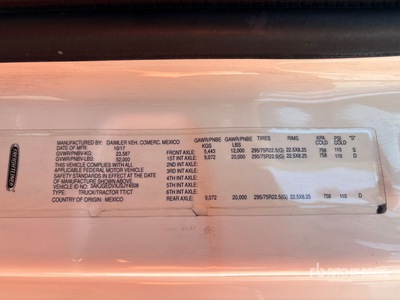 FREIGHTLINER
MANUFACTURED BY: DAIMLER VEH. COMERC. MEXICO
DATE OF MFR: 10/17
GVWR/PNBV-KG: 23,587
GVWR/PNBV-LBS: 52,000
THIS VEHICLE COMPLIES WITH ALL
APPLICABLE FEDERAL MOTOR VEHICLE
SAFETY STANDARDS IN EFFECT AT THE DATE
OF MANUFACTURE SHOWN ABOVE.
VEHICLE ID NO.:
TYPE: TRUCK/TRACTOR TT/CT
COUNTRY OF ORIGIN: MEXICO
GAWR/PNBE KGS GAWR/PNBE LBS TIRES RIMS KPA COLD PSI COLD "S"
FRONT AXLE: 5,443 12,000 295/75R22.5(G) 22.5X8.25 758 110 S
1ST INT AXLE: 9,072 20,000 295/75R22.5(G) 22.5X8.25 758 110 D
2ND INT AXLE:
3RD INT AXLE:
4TH INT AXLE:
5TH INT AXLE:
6TH INT AXLE:
REAR AXLE: 9,072 20,000 295/75R22.5(G) 22.5X8.25 758 110 D